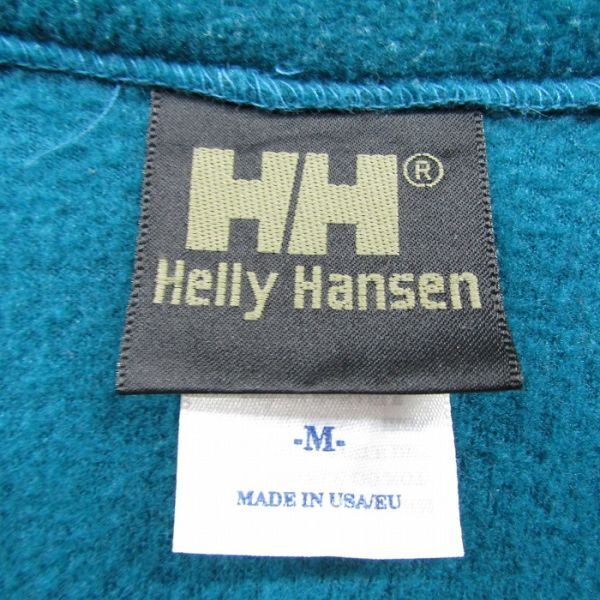 HH®
Helly Hansen
-M-
MADE IN USA/EU